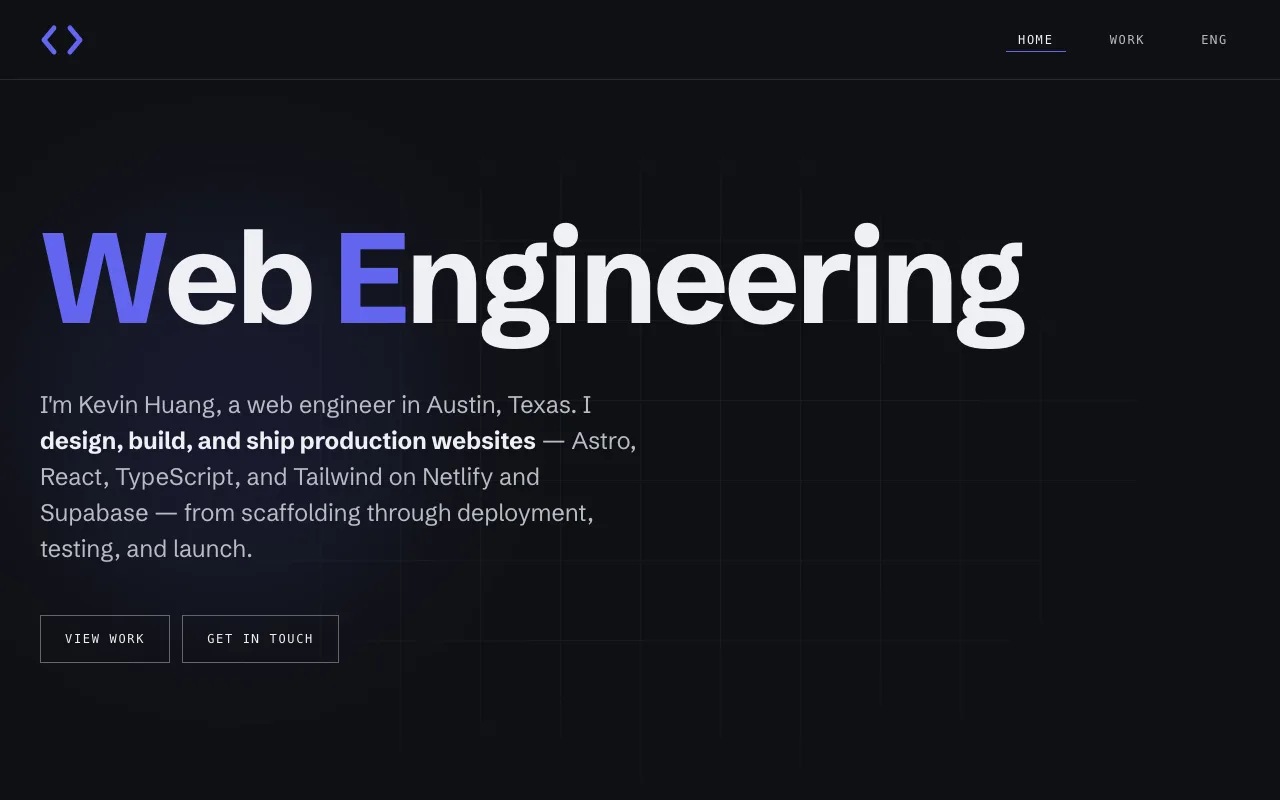 HOME WORK ENG
Web Engineering
I'm Kevin Huang, a web engineer in Austin, Texas. I
design, build, and ship production websites — Astro,
React, TypeScript, and Tailwind on Netlify and
Supabase — from scaffolding through deployment,
testing, and launch.
VIEW WORK GET IN TOUCH